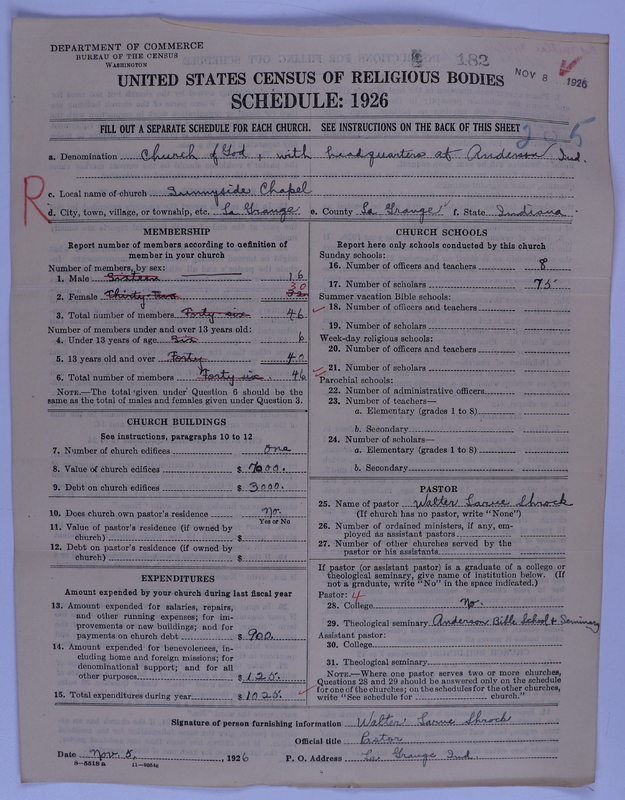 DEPARTMENT OF COMMERCE
BUREAU OF THE CENSUS
WASHINGTON
182
NOV 8 1926
UNITED STATES CENSUS OF RELIGIOUS BODIES
SCHEDULE: 1926
FILL OUT A SEPARATE SCHEDULE FOR EACH CHURCH. SEE INSTRUCTIONS ON THE BACK OF THIS SHEET
a. Denomination Church of God, with headquarters at Anderson Ind.
R
c. Local name of church Sunnyside Chapel
d. City, town, village, or township, etc. La Grange e. County La Grange f. State Indiana
MEMBERSHIP
Report number of members according to definition of
member in your church
Number of members, by sex:
1. Male Sixteen 16
2. Female Thirty-two 32 30
3. Total number of members Forty-six 46
Number of members under and over 13 years old:
4. Under 13 years of age Six 6
5. 13 years old and over Forty 40
6. Total number of members Forty-six 46
NOTE.—The total given under Question 6 should be the
same as the total of males and females given under Question 3.
CHURCH BUILDINGS
See instructions, paragraphs 10 to 12
7. Number of church edifices One
8. Value of church edifices $ 7000.
9. Debt on church edifices $ 3000.
10. Does church own pastor's residence No.
Yes or No
11. Value of pastor's residence (if owned by
church) $
12. Debt on pastor's residence (if owned by
church) $
EXPENDITURES
Amount expended by your church during last fiscal year
13. Amount expended for salaries, repairs,
and other running expenses; for im-
provements or new buildings; and for
payments on church debt $ 900.
14. Amount expended for benevolences, in-
cluding home and foreign missions; for
denominational support; and for all
other purposes $ 125.
15. Total expenditures during year $ 1025.
CHURCH SCHOOLS
Report here only schools conducted by this church
Sunday schools:
16. Number of officers and teachers 8
17. Number of scholars 75
Summer vacation Bible schools:
18. Number of officers and teachers
19. Number of scholars
Week-day religious schools:
20. Number of officers and teachers
21. Number of scholars
Parochial schools:
22. Number of administrative officers
23. Number of teachers—
a. Elementary (grades 1 to 8)
b. Secondary
24. Number of scholars—
a. Elementary (grades 1 to 8)
b. Secondary
PASTOR
25. Name of pastor Walter Larue Shrock
(If church has no pastor, write "None")
26. Number of ordained ministers, if any, em-
ployed as assistant pastors
27. Number of other churches served by the
pastor or his assistants
If pastor (or assistant pastor) is a graduate of a college or
theological seminary, give name of institution below. (If
not a graduate, write "No" in the space indicated.)
Pastor: 4
28. College No.
29. Theological seminary Anderson Bible School & Seminary
Assistant pastor:
30. College
31. Theological seminary
NOTE.—Where one pastor serves two or more churches,
Questions 28 and 29 should be answered only on the schedule
for one of the churches; on the schedules for the other churches,
write "See schedule for church."
Signature of person furnishing information Walter Larue Shrock
Official title Pastor
Date Nov. 5, 1926 P. O. Address La Grange Ind.
8—5518 a